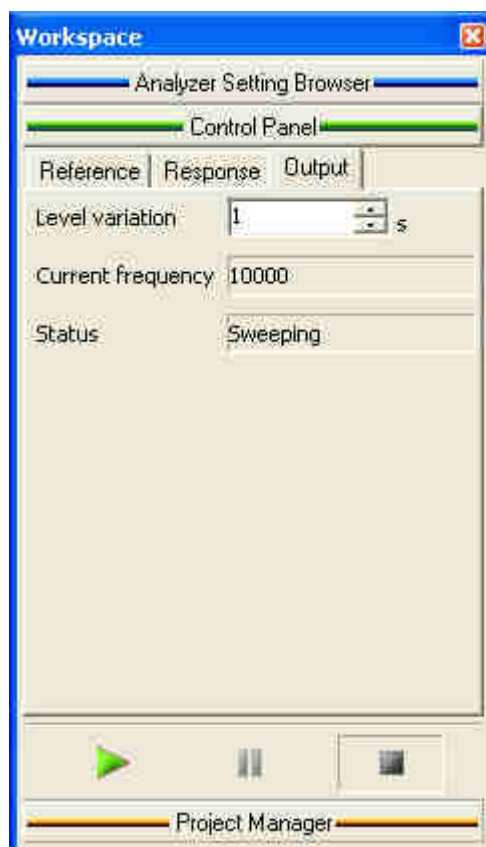 Workspace
Analyzer Setting Browser
Control Panel
Reference Response Output
Level variation 1 s
Current frequency 10000
Status Sweeping
Project Manager